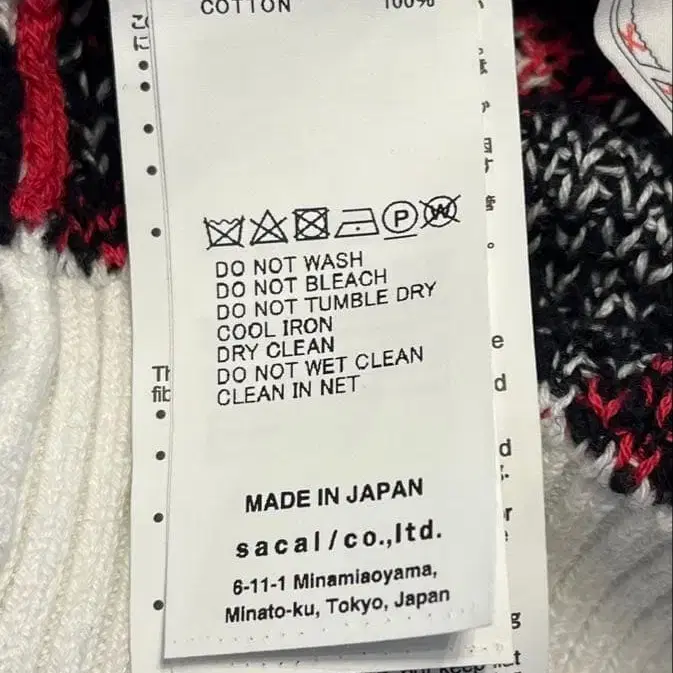 COTTON 100%
P W
DO NOT WASH
DO NOT BLEACH
DO NOT TUMBLE DRY
COOL IRON
DRY CLEAN
DO NOT WET CLEAN
CLEAN IN NET
MADE IN JAPAN
sacai/co.,ltd.
6-11-1 Minamiaoyama,
Minato-ku, Tokyo, Japan